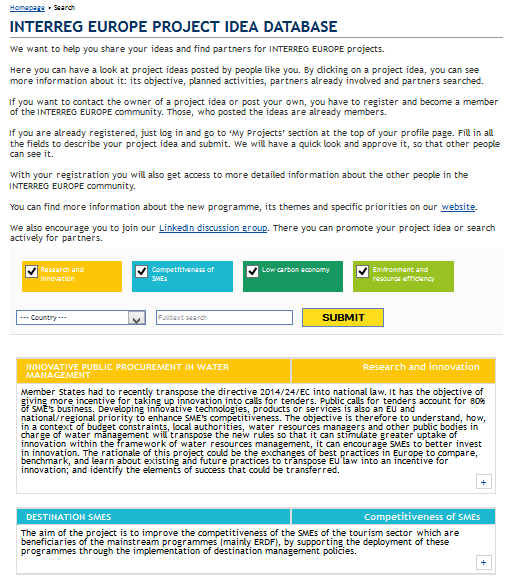 Homepage • Search
INTERREG EUROPE PROJECT IDEA DATABASE
We want to help you share your ideas and find partners for INTERREG EUROPE projects.
Here you can have a look at project ideas posted by people like you. By clicking on a project idea, you can see
more information about it: its objective, planned activities, partners already involved and partners searched.
If you want to contact the owner of a project idea or post your own, you have to register and become a member
of the INTERREG EUROPE community. Those, who posted the ideas are already members.
If you are already registered, just log in and go to 'My Projects' section at the top of your profile page. Fill in all
the fields to describe your project idea and submit. We will have a quick look and approve it, so that other people
can see it.
With your registration you will also get access to more detailed information about the other people in the
INTERREG EUROPE community.
You can find more information about the new programme, its themes and specific priorities on our website.
We also encourage you to join our LinkedIn discussion group. There you can promote your project idea or search
actively for partners.
Research and
innovation
Competitiveness of
SMEs
Low carbon economy
Environment and
resource efficiency
--- Country ---
Fulltext search
SUBMIT
INNOVATIVE PUBLIC PROCUREMENT IN WATER
MANAGEMENT
Research and innovation
Member States had to recently transpose the directive 2014/24/EC into national law. It has the objective of
giving more incentive for taking up innovation into calls for tenders. Public calls for tenders account for 80%
of SME's business. Developing innovative technologies, products or services is also an EU and
national/regional priority to enhance SME's competitiveness. The objective is therefore to understand, how,
in a context of budget constraints, local authorities, water resources managers and other public bodies in
charge of water management will transpose the new rules so that it can stimulate greater uptake of
innovation within the framework of water resources management, it can encourage SMEs to better invest
in innovation. The rationale of this project could be the exchanges of best practices in Europe to compare,
benchmark, and learn about existing and future practices to transpose EU law into an incentive for
innovation; and identify the elements of success that could be transferred.
+
DESTINATION SMES
Competitiveness of SMEs
The aim of the project is to improve the competitiveness of the SMEs of the tourism sector which are
beneficiaries of the mainstream programmes (mainly ERDF), by supporting the deployment of these
programmes through the implementation of destination management policies.
+